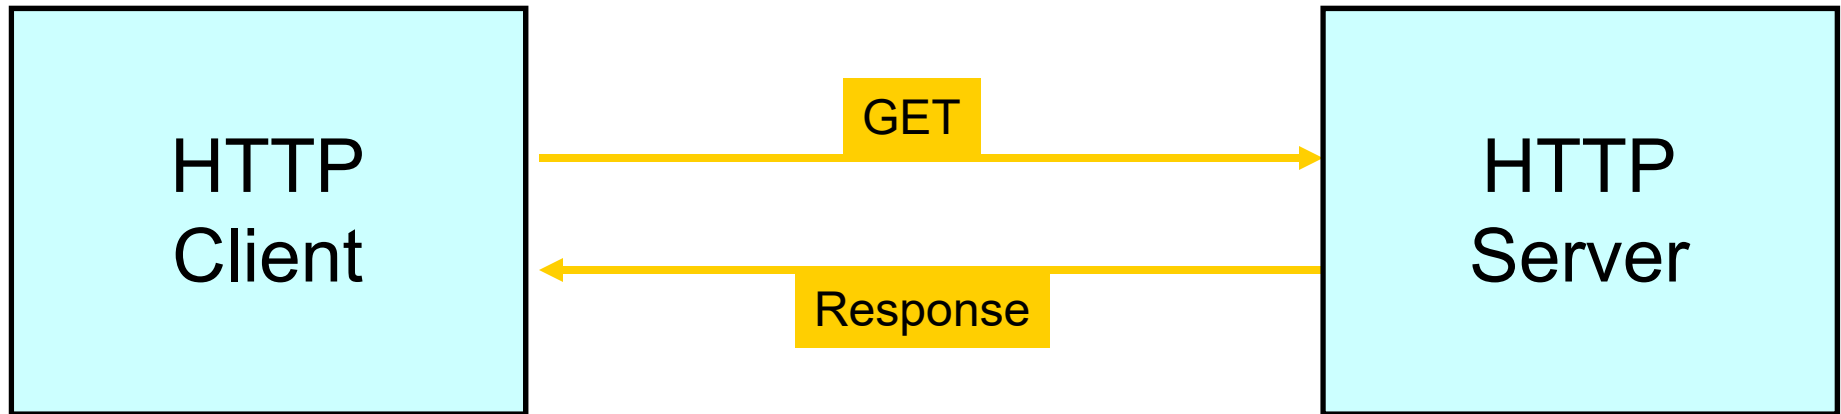 HTTP
Client
GET
Response
HTTP
Server